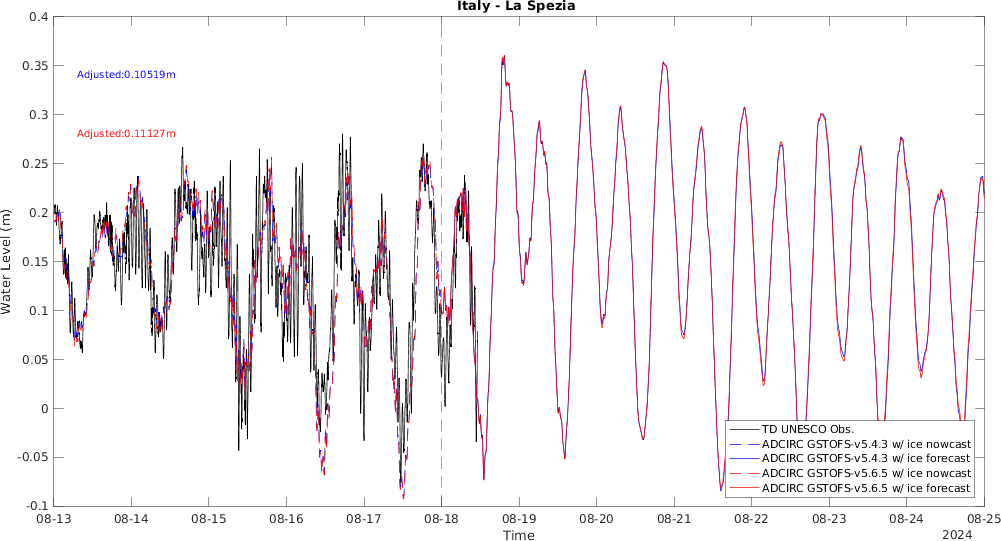 Italy - La Spezia
Water Level (m)
0.4
0.35
0.3
0.25
0.2
0.15
0.1
0.05
0
-0.05
-0.1
Adjusted:0.10519m
Adjusted:0.11127m
TD UNESCO Obs.
ADCIRC GSTOFS-v5.4.3 w/ ice nowcast
ADCIRC GSTOFS-v5.4.3 w/ ice forecast
ADCIRC GSTOFS-v5.6.5 w/ ice nowcast
ADCIRC GSTOFS-v5.6.5 w/ ice forecast
08-13 08-14 08-15 08-16 08-17 08-18 08-19 08-20 08-21 08-22 08-23 08-24 08-25
Time
2024